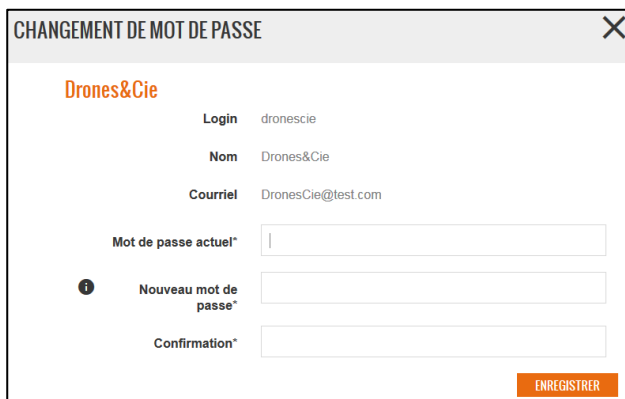 CHANGEMENT DE MOT DE PASSE
Drones&Cie
Login dronescie
Nom Drones&Cie
Courriel DronesCie@test.com
Mot de passe actuel*
Nouveau mot de
passe*
Confirmation*
ENREGISTRER